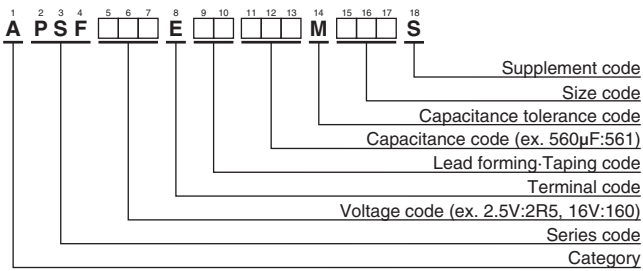 1 2 3 4 5 6 7 8 9 10 11 12 13 14 15 16 17 18
A PSF E M S
Supplement code
Size code
Capacitance tolerance code
Capacitance code (ex. 560µF:561)
Lead forming·Taping code
Terminal code
Voltage code (ex. 2.5V:2R5, 16V:160)
Series code
Category